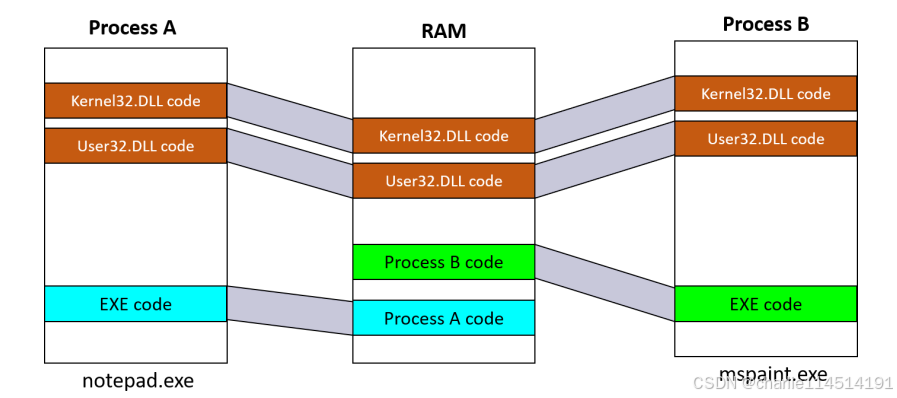 Process A
RAM
Process B
Kernel32.DLL code
Kernel32.DLL code
Kernel32.DLL code
User32.DLL code
User32.DLL code
User32.DLL code
Process B code
EXE code
Process A code
EXE code
notepad.exe
mspaint.exe
CSDN @chanie114514191